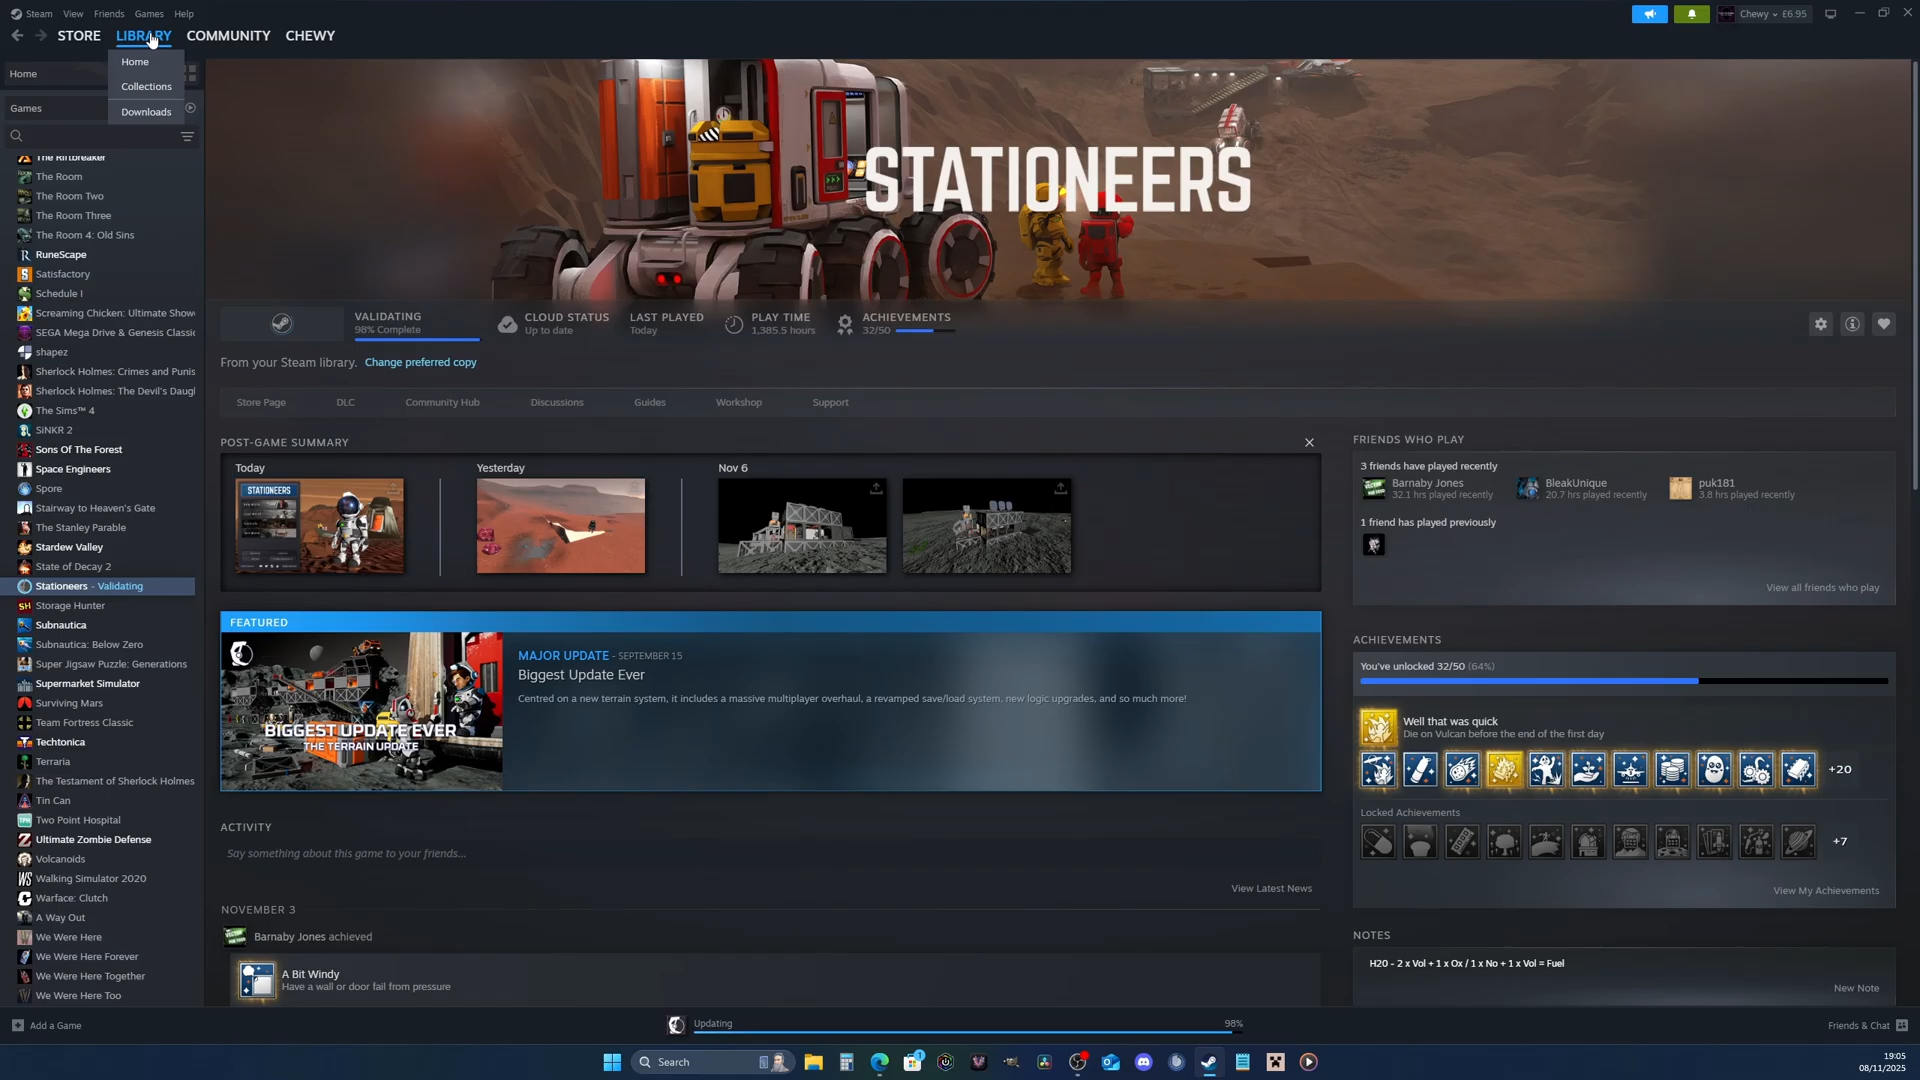 Steam View Friends Games Help
Chewy £6.95
STORE LIBRARY COMMUNITY CHEWY
Home
Collections
Downloads
Home
Games
The Riftbreaker
The Room
The Room Two
The Room Three
The Room 4: Old Sins
RuneScape
Satisfactory
Schedule I
Screaming Chicken: Ultimate Show
SEGA Mega Drive & Genesis Classic
shapez
Sherlock Holmes: Crimes and Punis
Sherlock Holmes: The Devil's Daugl
The Sims™ 4
SiNKR 2
Sons Of The Forest
Space Engineers
Spore
Stairway to Heaven's Gate
The Stanley Parable
Stardew Valley
State of Decay 2
Stationeers - Validating
Storage Hunter
Subnautica
Subnautica: Below Zero
Super Jigsaw Puzzle: Generations
Supermarket Simulator
Surviving Mars
Team Fortress Classic
Techtonica
Terraria
The Testament of Sherlock Holmes
Tin Can
Two Point Hospital
Ultimate Zombie Defense
Volcanoids
Walking Simulator 2020
Warface: Clutch
A Way Out
We Were Here
We Were Here Forever
We Were Here Together
We Were Here Too
Add a Game
STATIONEERS
VALIDATING
98% Complete
CLOUD STATUS
Up to date
LAST PLAYED
Today
PLAY TIME
1,385.5 hours
ACHIEVEMENTS
32/50
From your Steam library. Change preferred copy
Store Page DLC Community Hub Discussions Guides Workshop Support
POST-GAME SUMMARY
Today
Yesterday
Nov 6
STATIONEERS
FEATURED
BIGGEST UPDATE EVER
THE TERRAIN UPDATE
MAJOR UPDATE - SEPTEMBER 15
Biggest Update Ever
Centred on a new terrain system, it includes a massive multiplayer overhaul, a revamped save/load system, new logic upgrades, and so much more!
ACTIVITY
Say something about this game to your friends...
View Latest News
NOVEMBER 3
Barnaby Jones achieved
A Bit Windy
Have a wall or door fail from pressure
FRIENDS WHO PLAY
3 friends have played recently
Barnaby Jones
32.1 hrs played recently
BleakUnique
20.7 hrs played recently
puk181
3.8 hrs played recently
1 friend has played previously
View all friends who play
ACHIEVEMENTS
You've unlocked 32/50 (64%)
Well that was quick
Die on Vulcan before the end of the first day
+20
Locked Achievements
+7
View My Achievements
NOTES
H20 - 2 x Vol + 1 x Ox / 1 x No + 1 x Vol = Fuel
New Note
Updating 98%
Friends & Chat
Search
19:05
08/11/2025